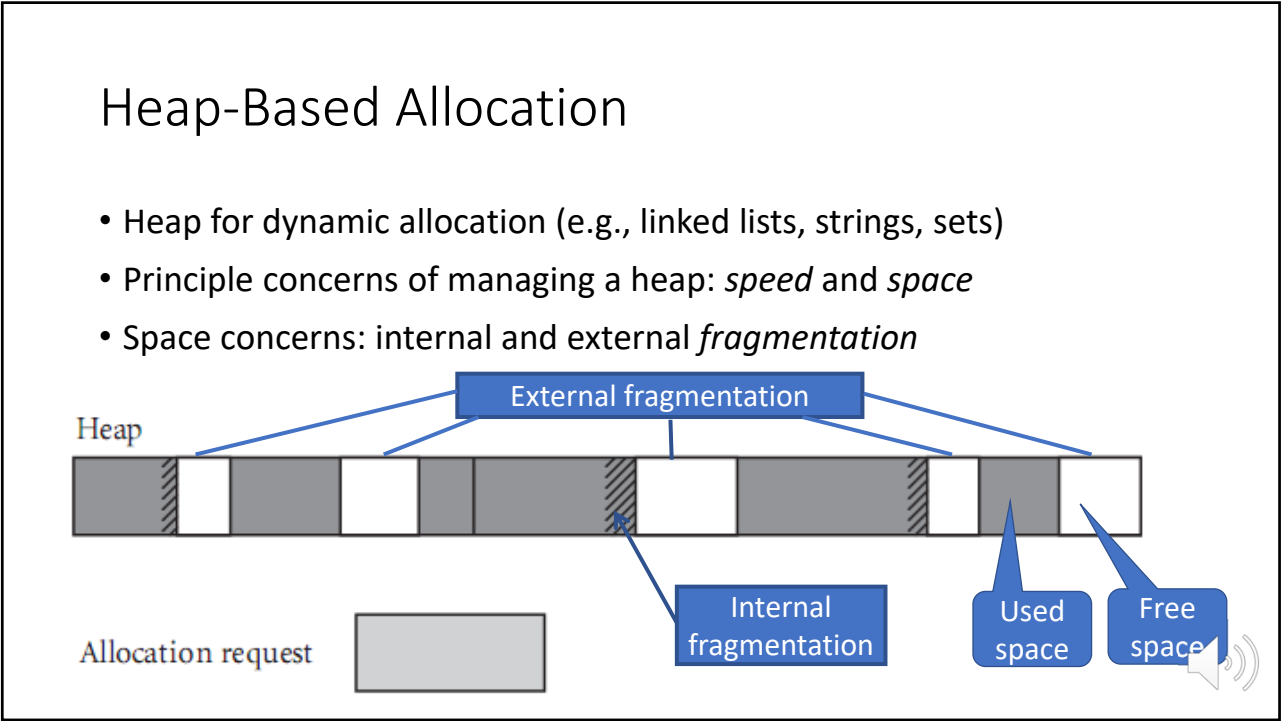 Heap-Based Allocation
• Heap for dynamic allocation (e.g., linked lists, strings, sets)
• Principle concerns of managing a heap: speed and space
• Space concerns: internal and external fragmentation
External fragmentation
Heap
Internal
fragmentation
Used
space
Free
space
Allocation request